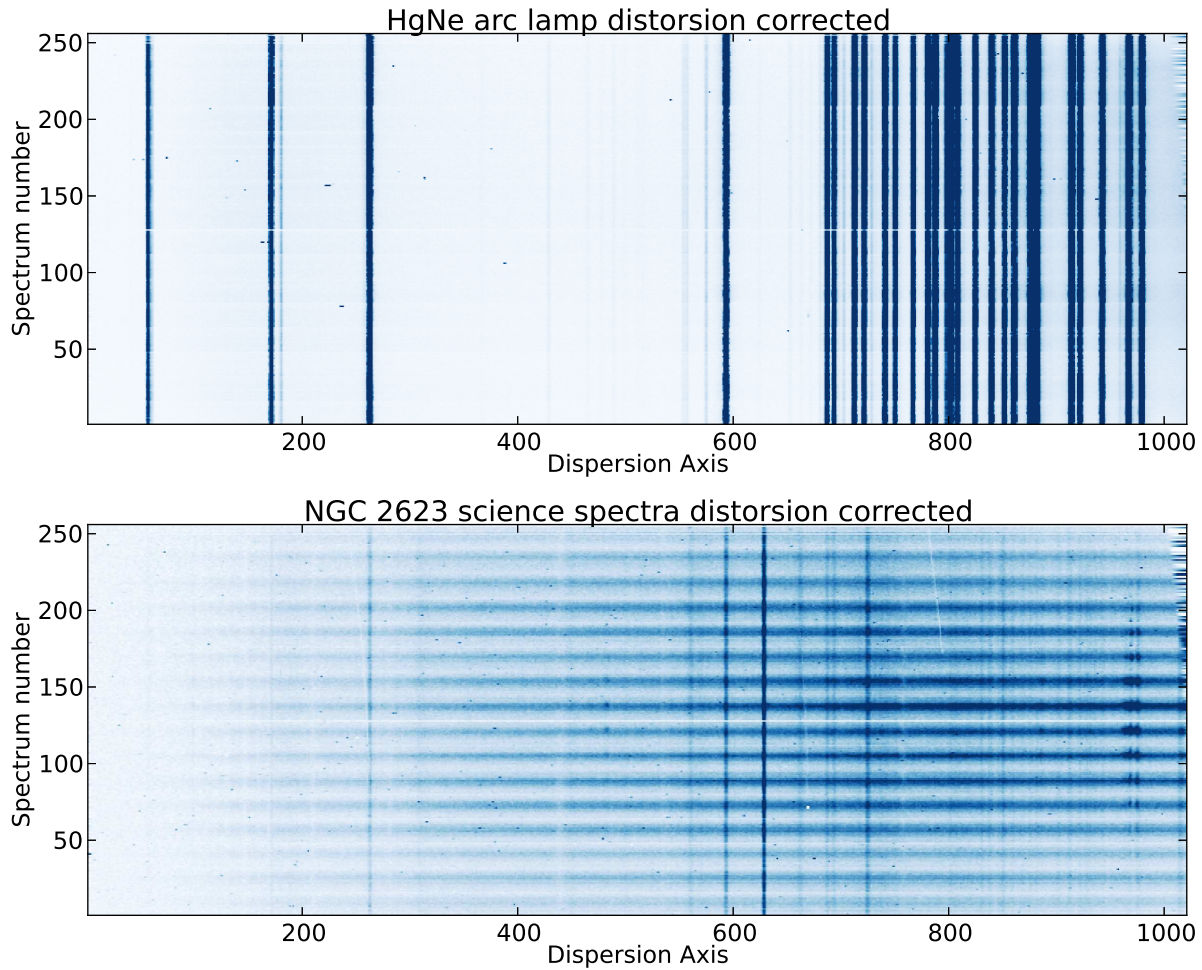 HgNe arc lamp distorsion corrected
250
200
150
100
50
Spectrum number
200 400 600 800 1000
Dispersion Axis
NGC 2623 science spectra distorsion corrected
250
200
150
100
50
Spectrum number
200 400 600 800 1000
Dispersion Axis